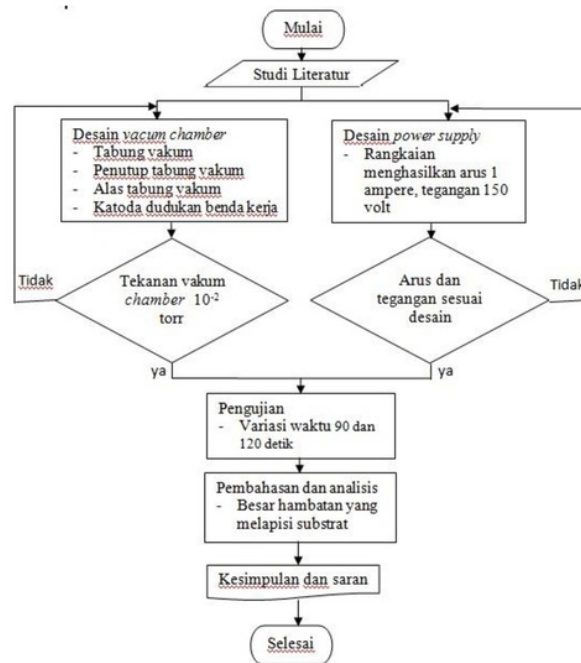 Mulai
Studi Literatur
Desain vacum chamber
- Tabung vakum
- Penutup tabung vakum
- Alas tabung vakum
- Katoda dudukan benda kerja
Desain power supply
- Rangkaian
menghasilkan arus 1
ampere, tegangan 150
volt
Tidak
Tekanan vakum
chamber 10⁻²
torr
Arus dan
tegangan sesuai
desain
Tidak
ya
ya
Pengujian
- Variasi waktu 90 dan
120 detik
Pembahasan dan analisis
- Besar hambatan yang
melapisi substrat
Kesimpulan dan saran
Selesai